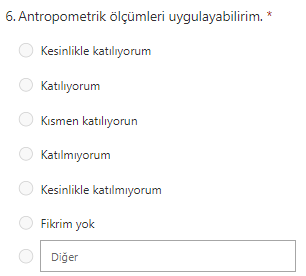 6. Antropometrik ölçümleri uygulayabilirim. *
Kesinlikle katılıyorum
Katılıyorum
Kısmen katılıyorun
Katılmıyorum
Kesinlikle katılmıyorum
Fikrim yok
Diğer